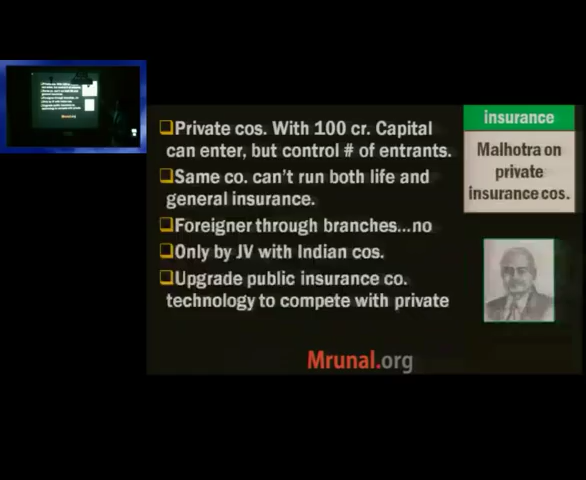 insurance
Malhotra on
private
insurance cos.
❑Private cos. With 100 cr. Capital
can enter, but control # of entrants.
❑Same co. can't run both life and
general insurance.
❑Foreigner through branches...no
❑Only by JV with Indian cos.
❑Upgrade public insurance co.
technology to compete with private
Mrunal.org